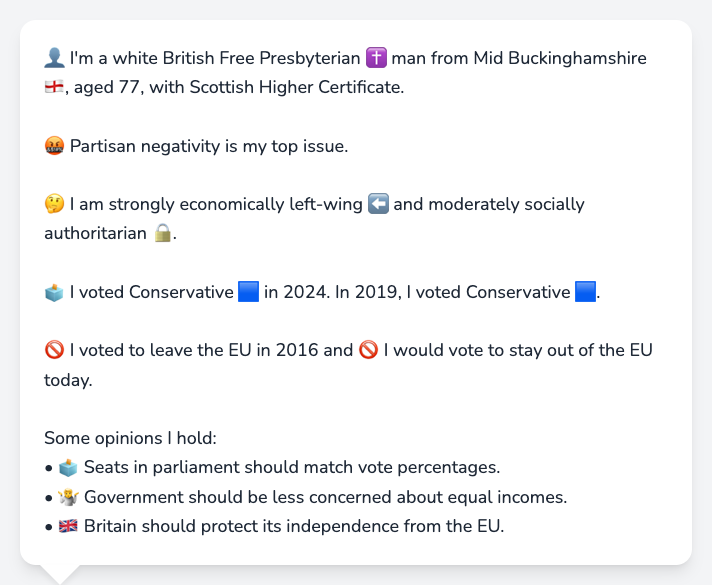 👤 I'm a white British Free Presbyterian ✝️ man from Mid Buckinghamshire
🏴󠁧󠁢󠁥󠁮󠁧󠁿, aged 77, with Scottish Higher Certificate.
🤬 Partisan negativity is my top issue.
🤔 I am strongly economically left-wing ⬅️ and moderately socially
authoritarian 🔒.
🗳️ I voted Conservative 🟦 in 2024. In 2019, I voted Conservative 🟦.
🚫 I voted to leave the EU in 2016 and 🚫 I would vote to stay out of the EU
today.
Some opinions I hold:
• 🗳️ Seats in parliament should match vote percentages.
• 🤷 Government should be less concerned about equal incomes.
• 🇬🇧 Britain should protect its independence from the EU.